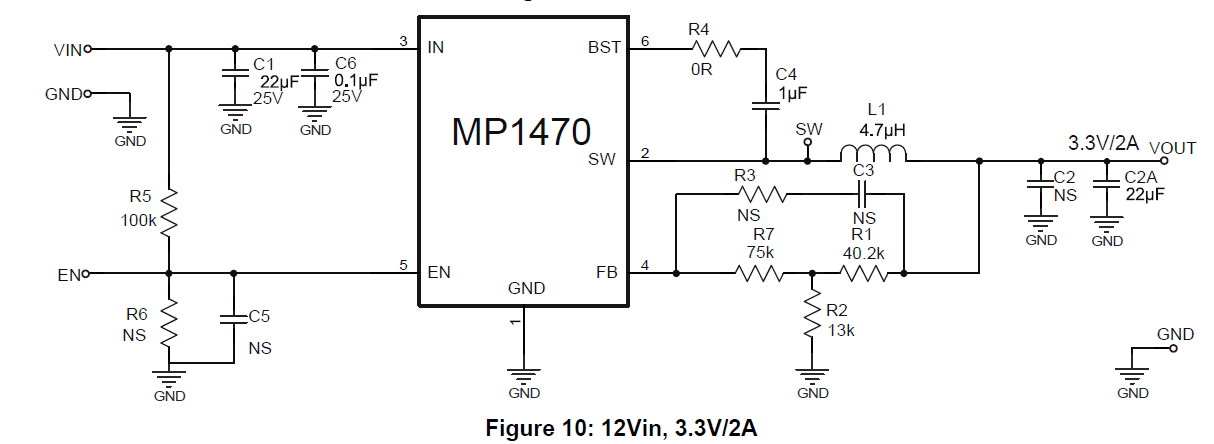 R4
VIN
3
IN
BST
6
0R
C1
22µF
25V
C6
0.1µF
25V
C4
1µF
GND
GND
GND
GND
MP1470
SW
L1
4.7µH
SW
2
3.3V/2A
VOUT
R5
100k
R3
NS
C3
NS
C2
NS
C2A
22µF
GND
GND
R7
75k
R1
40.2k
EN
5
EN
FB
4
GND
R6
NS
C5
NS
1
R2
13k
GND
GND
GND
GND
GND
Figure 10: 12Vin, 3.3V/2A